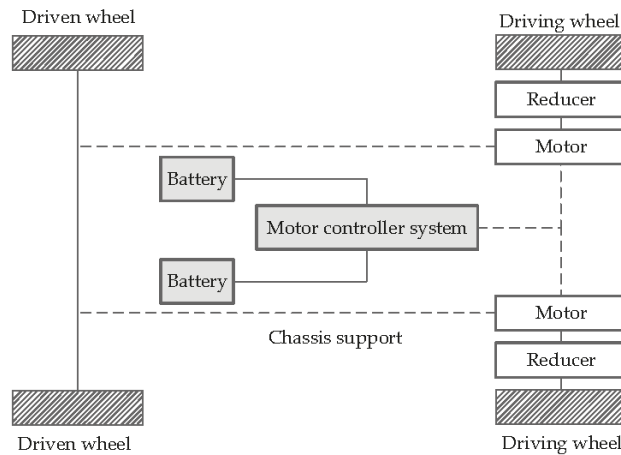 Driven wheel
Driving wheel
Reducer
Motor
Battery
Motor controller system
Battery
Motor
Chassis support
Reducer
Driven wheel
Driving wheel